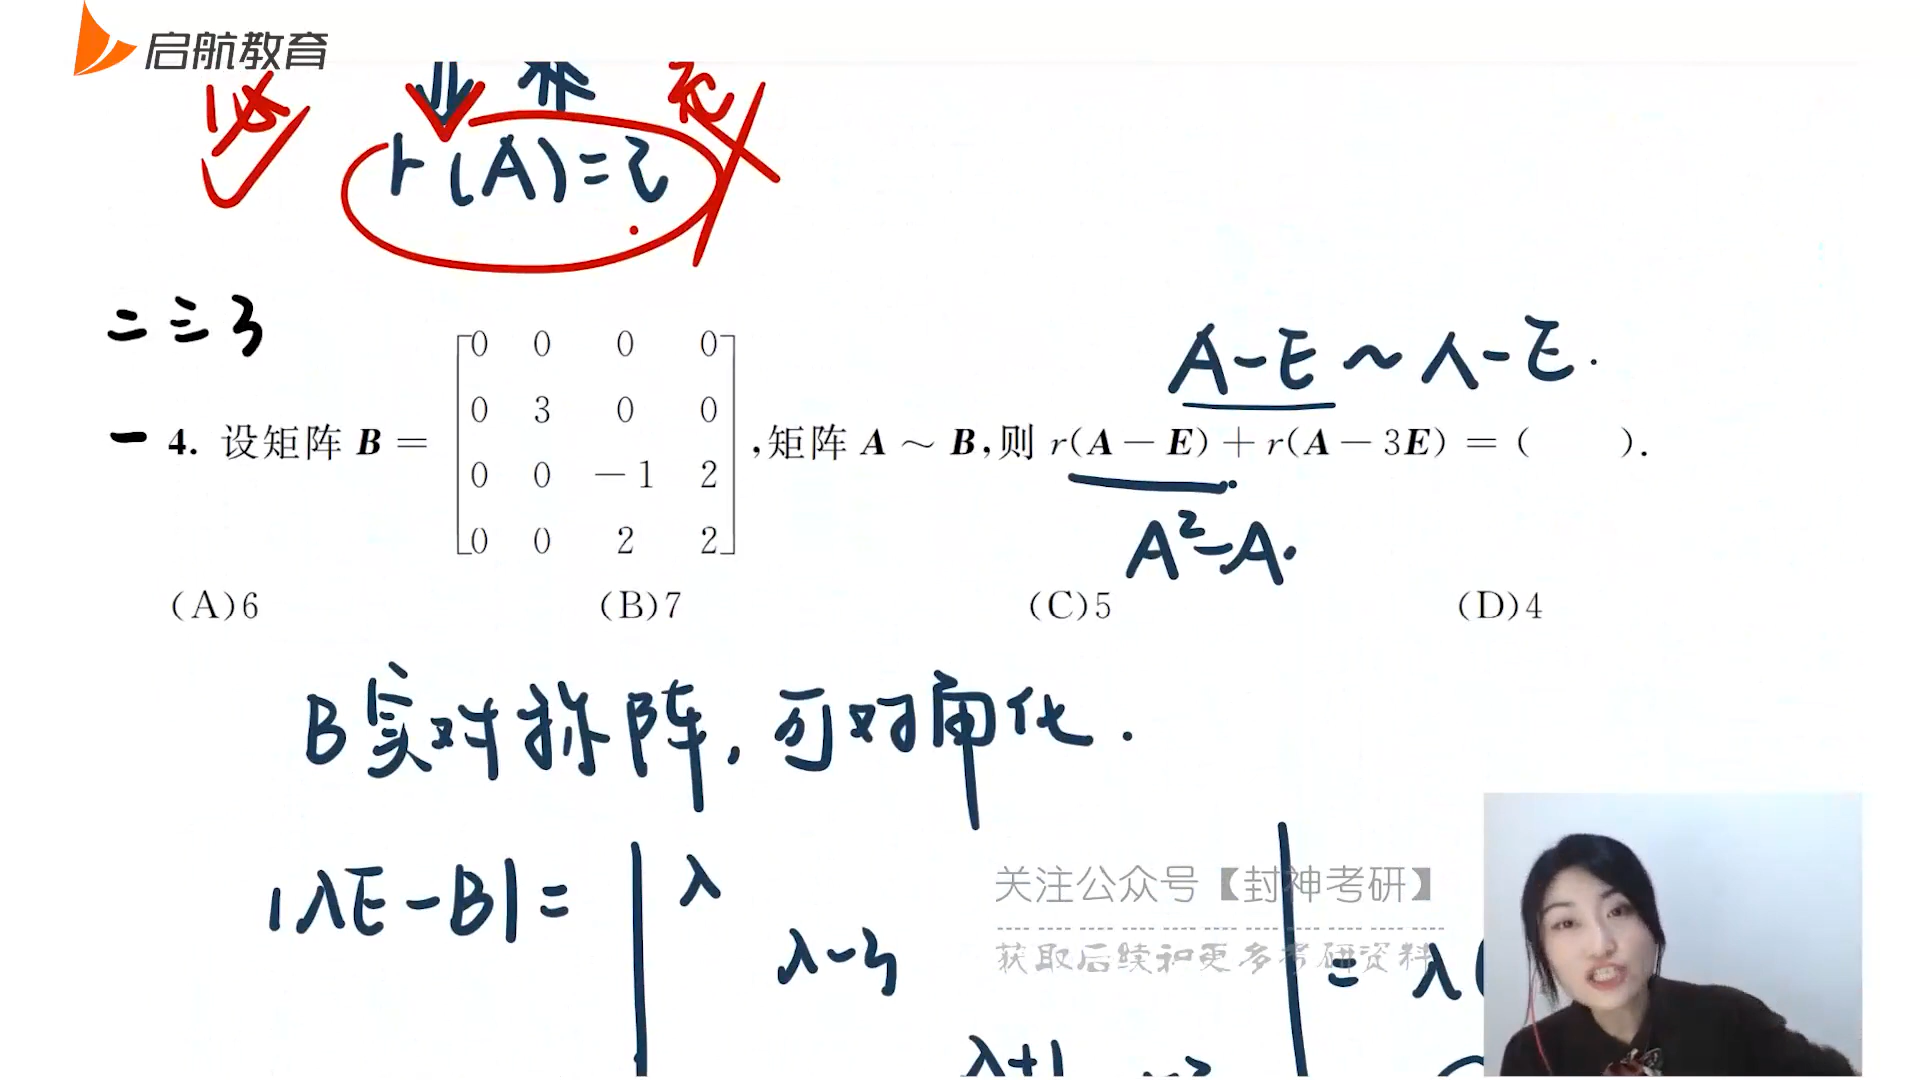 启航教育
r(A)=2
二三3
4. 设矩阵 B = [0 0 0 0
0 3 0 0
0 0 -1 2
0 0 2 2], 矩阵 A ~ B, 则 r(A - E) + r(A - 3E) = (   ).
A-E ~ Λ-E.
A²-A.
(A)6 (B)7 (C)5 (D)4
B实对称阵, 可对角化.
|λE-B| = | λ
λ-3
= λ(
λ+1 -2
关注公众号【封神考研】
获取后续和更多考研资料